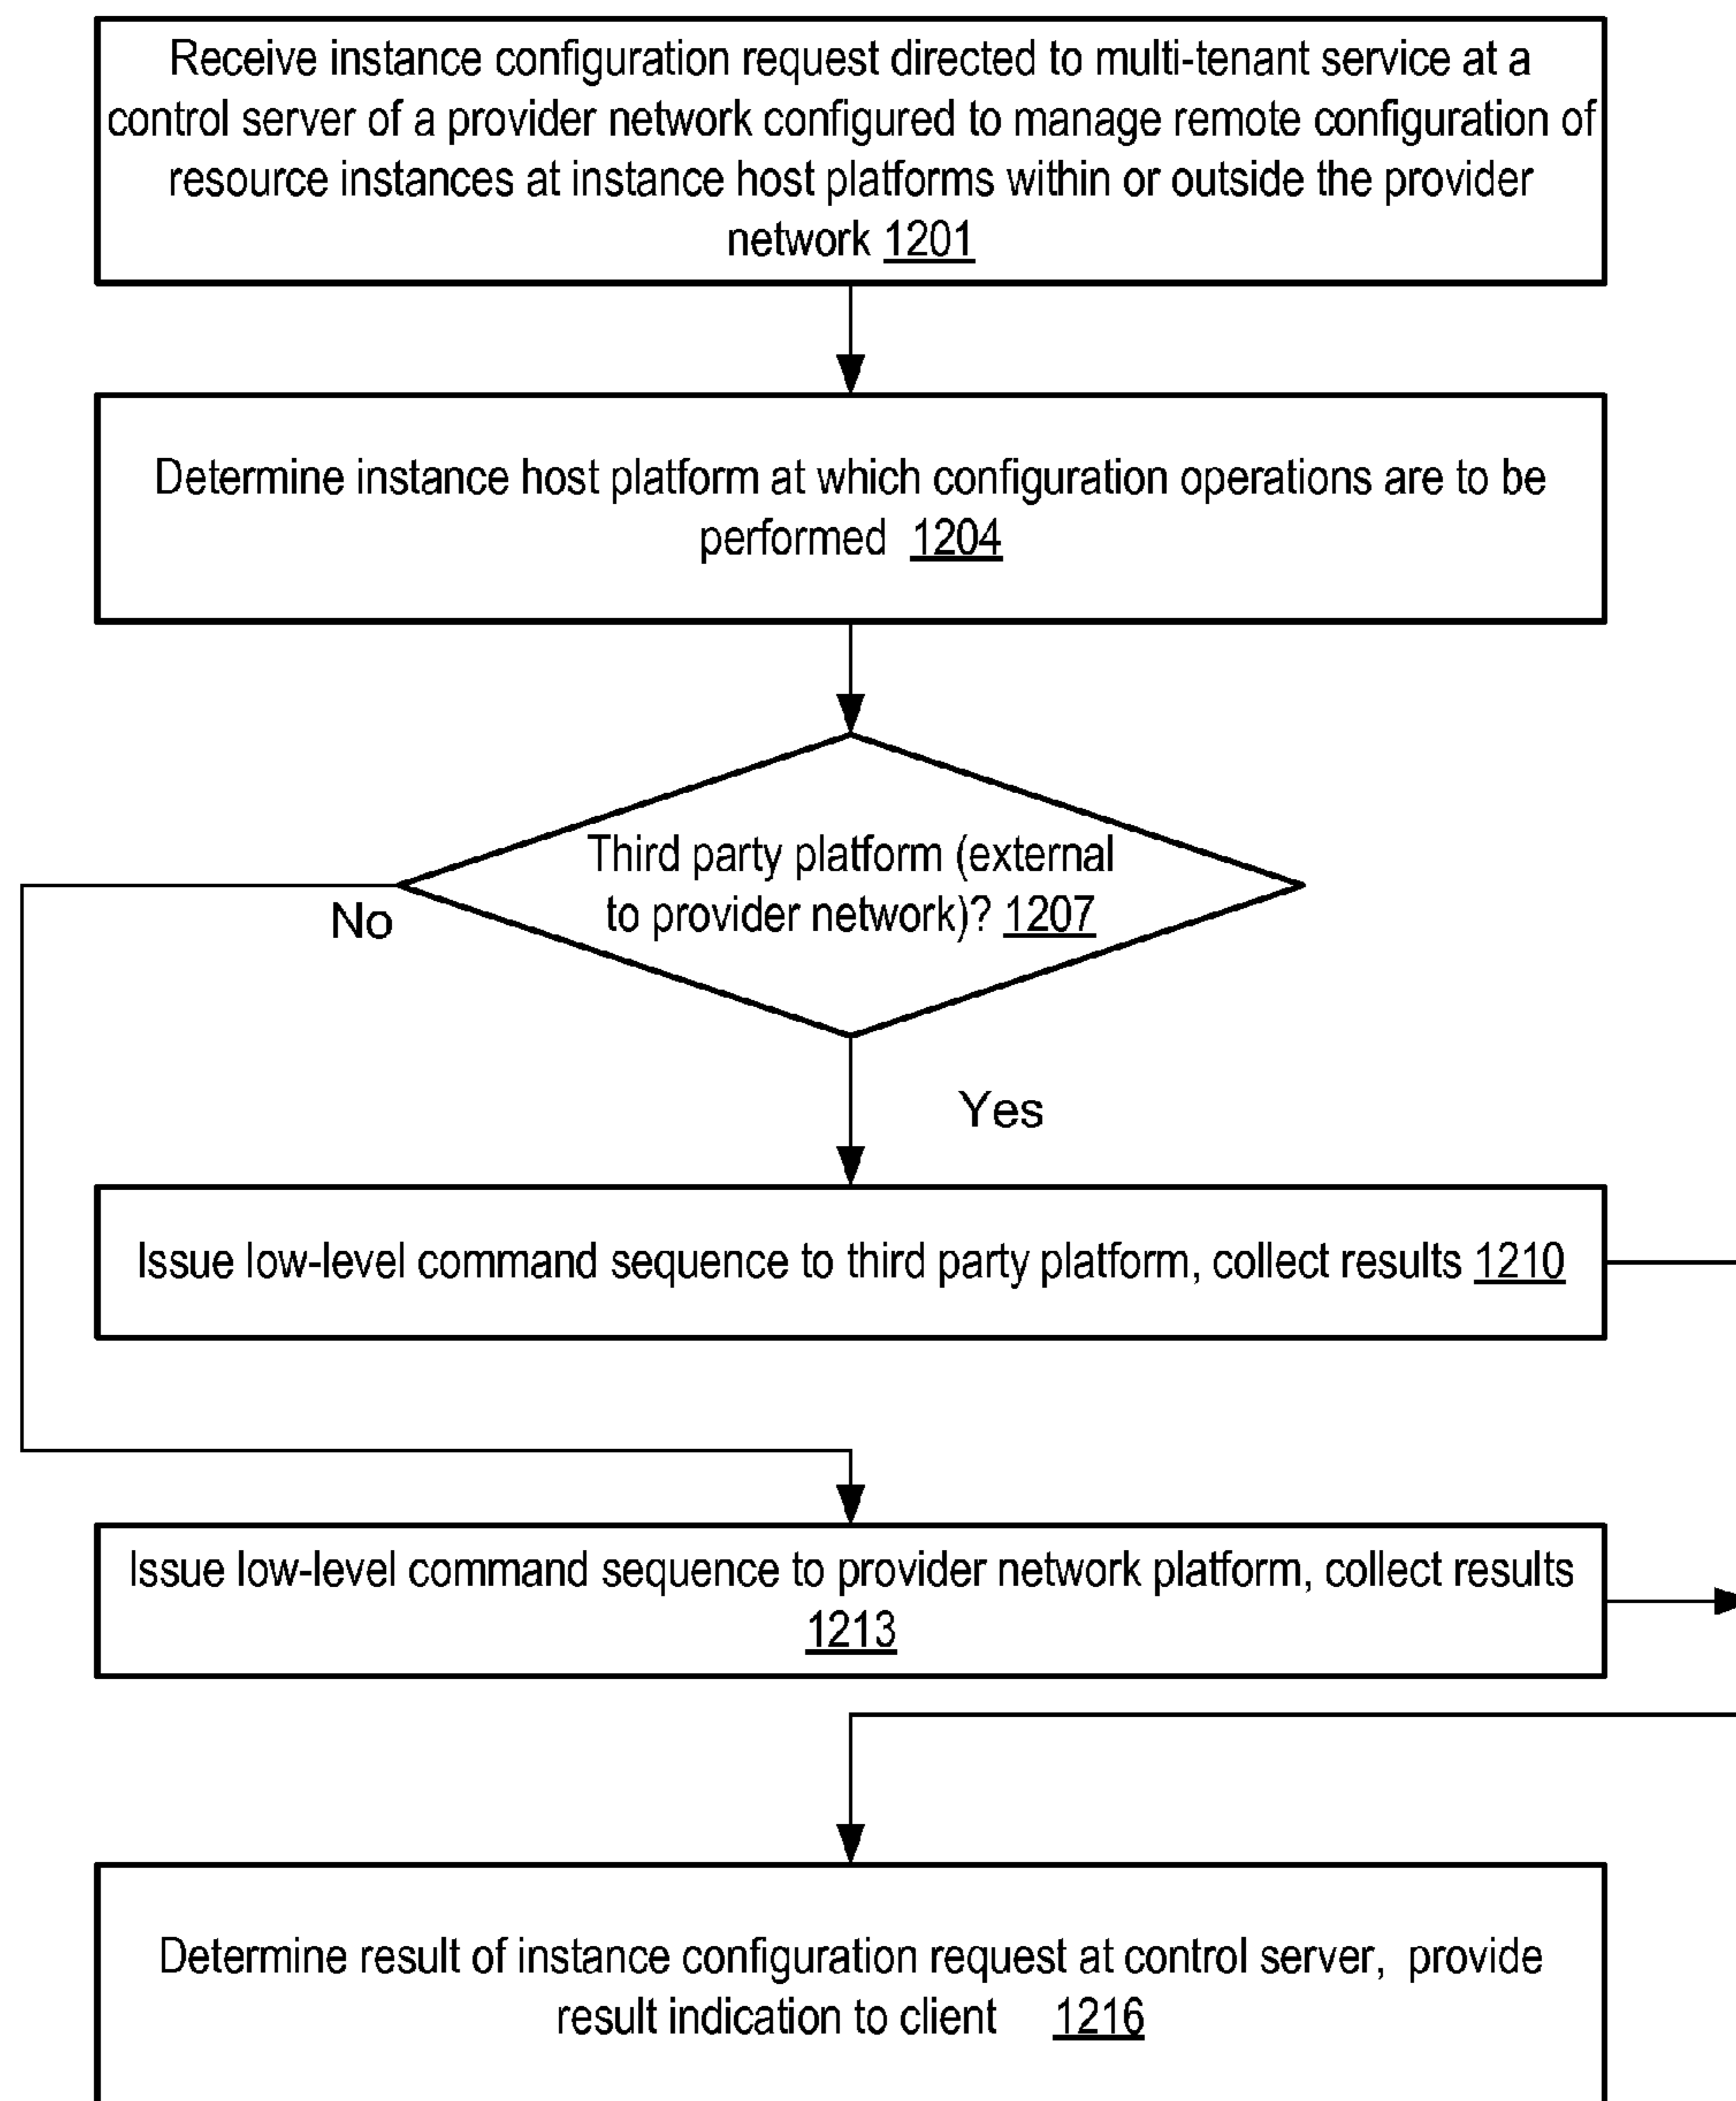 Receive instance configuration request directed to multi-tenant service at a
control server of a provider network configured to manage remote configuration of
resource instances at instance host platforms within or outside the provider
network 1201
Determine instance host platform at which configuration operations are to be
performed 1204
Third party platform (external
to provider network)? 1207
No
Yes
Issue low-level command sequence to third party platform, collect results 1210
Issue low-level command sequence to provider network platform, collect results
1213
Determine result of instance configuration request at control server, provide
result indication to client 1216